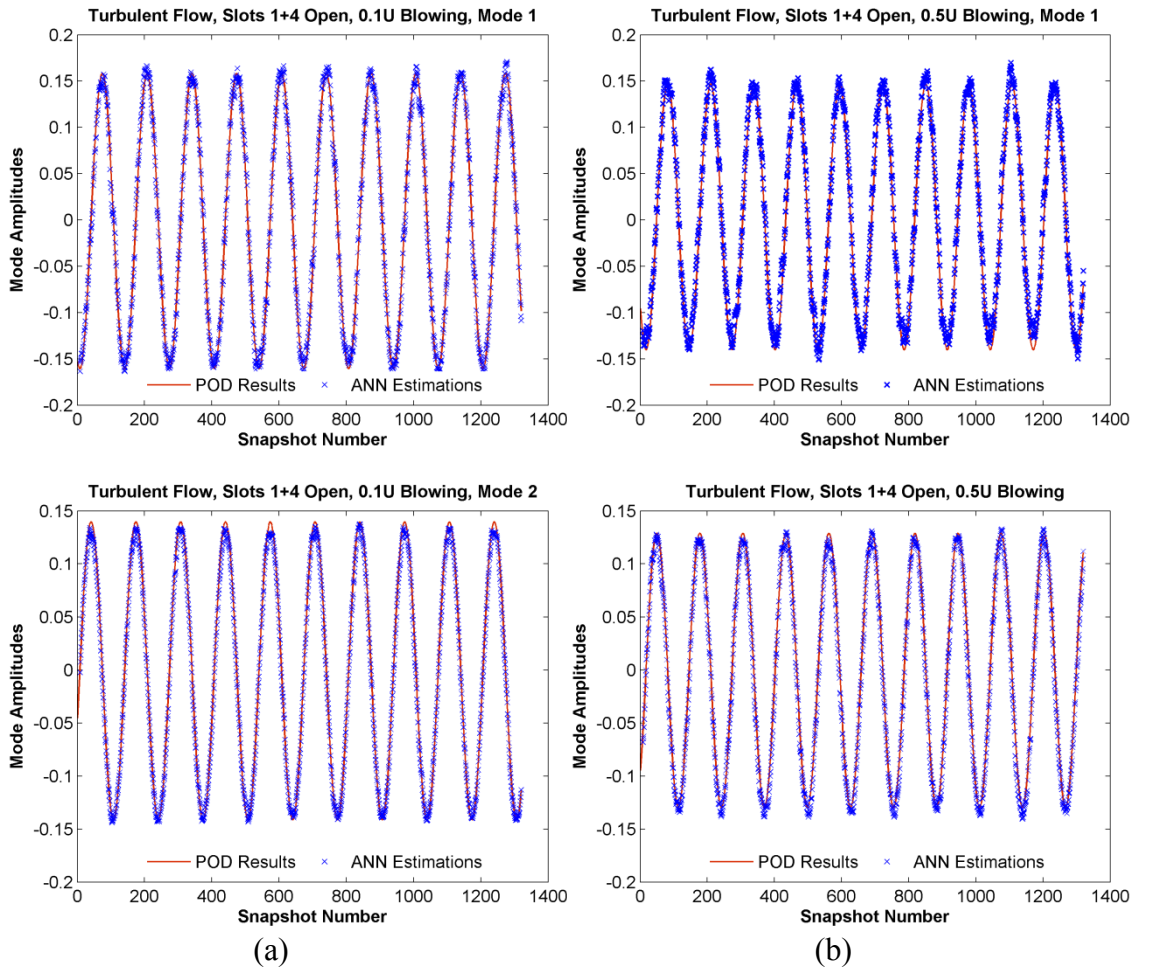 Turbulent Flow, Slots 1+4 Open, 0.1U Blowing, Mode 1
0.2
0.15
0.1
0.05
0
-0.05
-0.1
-0.15
-0.2
Mode Amplitudes
POD Results ANN Estimations
0 200 400 600 800 1000 1200 1400
Snapshot Number
Turbulent Flow, Slots 1+4 Open, 0.5U Blowing, Mode 1
0.2
0.15
0.1
0.05
0
-0.05
-0.1
-0.15
-0.2
Mode Amplitudes
POD Results ANN Estimations
0 200 400 600 800 1000 1200 1400
Snapshot Number
Turbulent Flow, Slots 1+4 Open, 0.1U Blowing, Mode 2
0.15
0.1
0.05
0
-0.05
-0.1
-0.15
-0.2
Mode Amplitudes
POD Results ANN Estimations
0 200 400 600 800 1000 1200 1400
Snapshot Number
Turbulent Flow, Slots 1+4 Open, 0.5U Blowing
0.15
0.1
0.05
0
-0.05
-0.1
-0.15
-0.2
Mode Amplitudes
POD Results ANN Estimations
0 200 400 600 800 1000 1200 1400
Snapshot Number
(a)
(b)